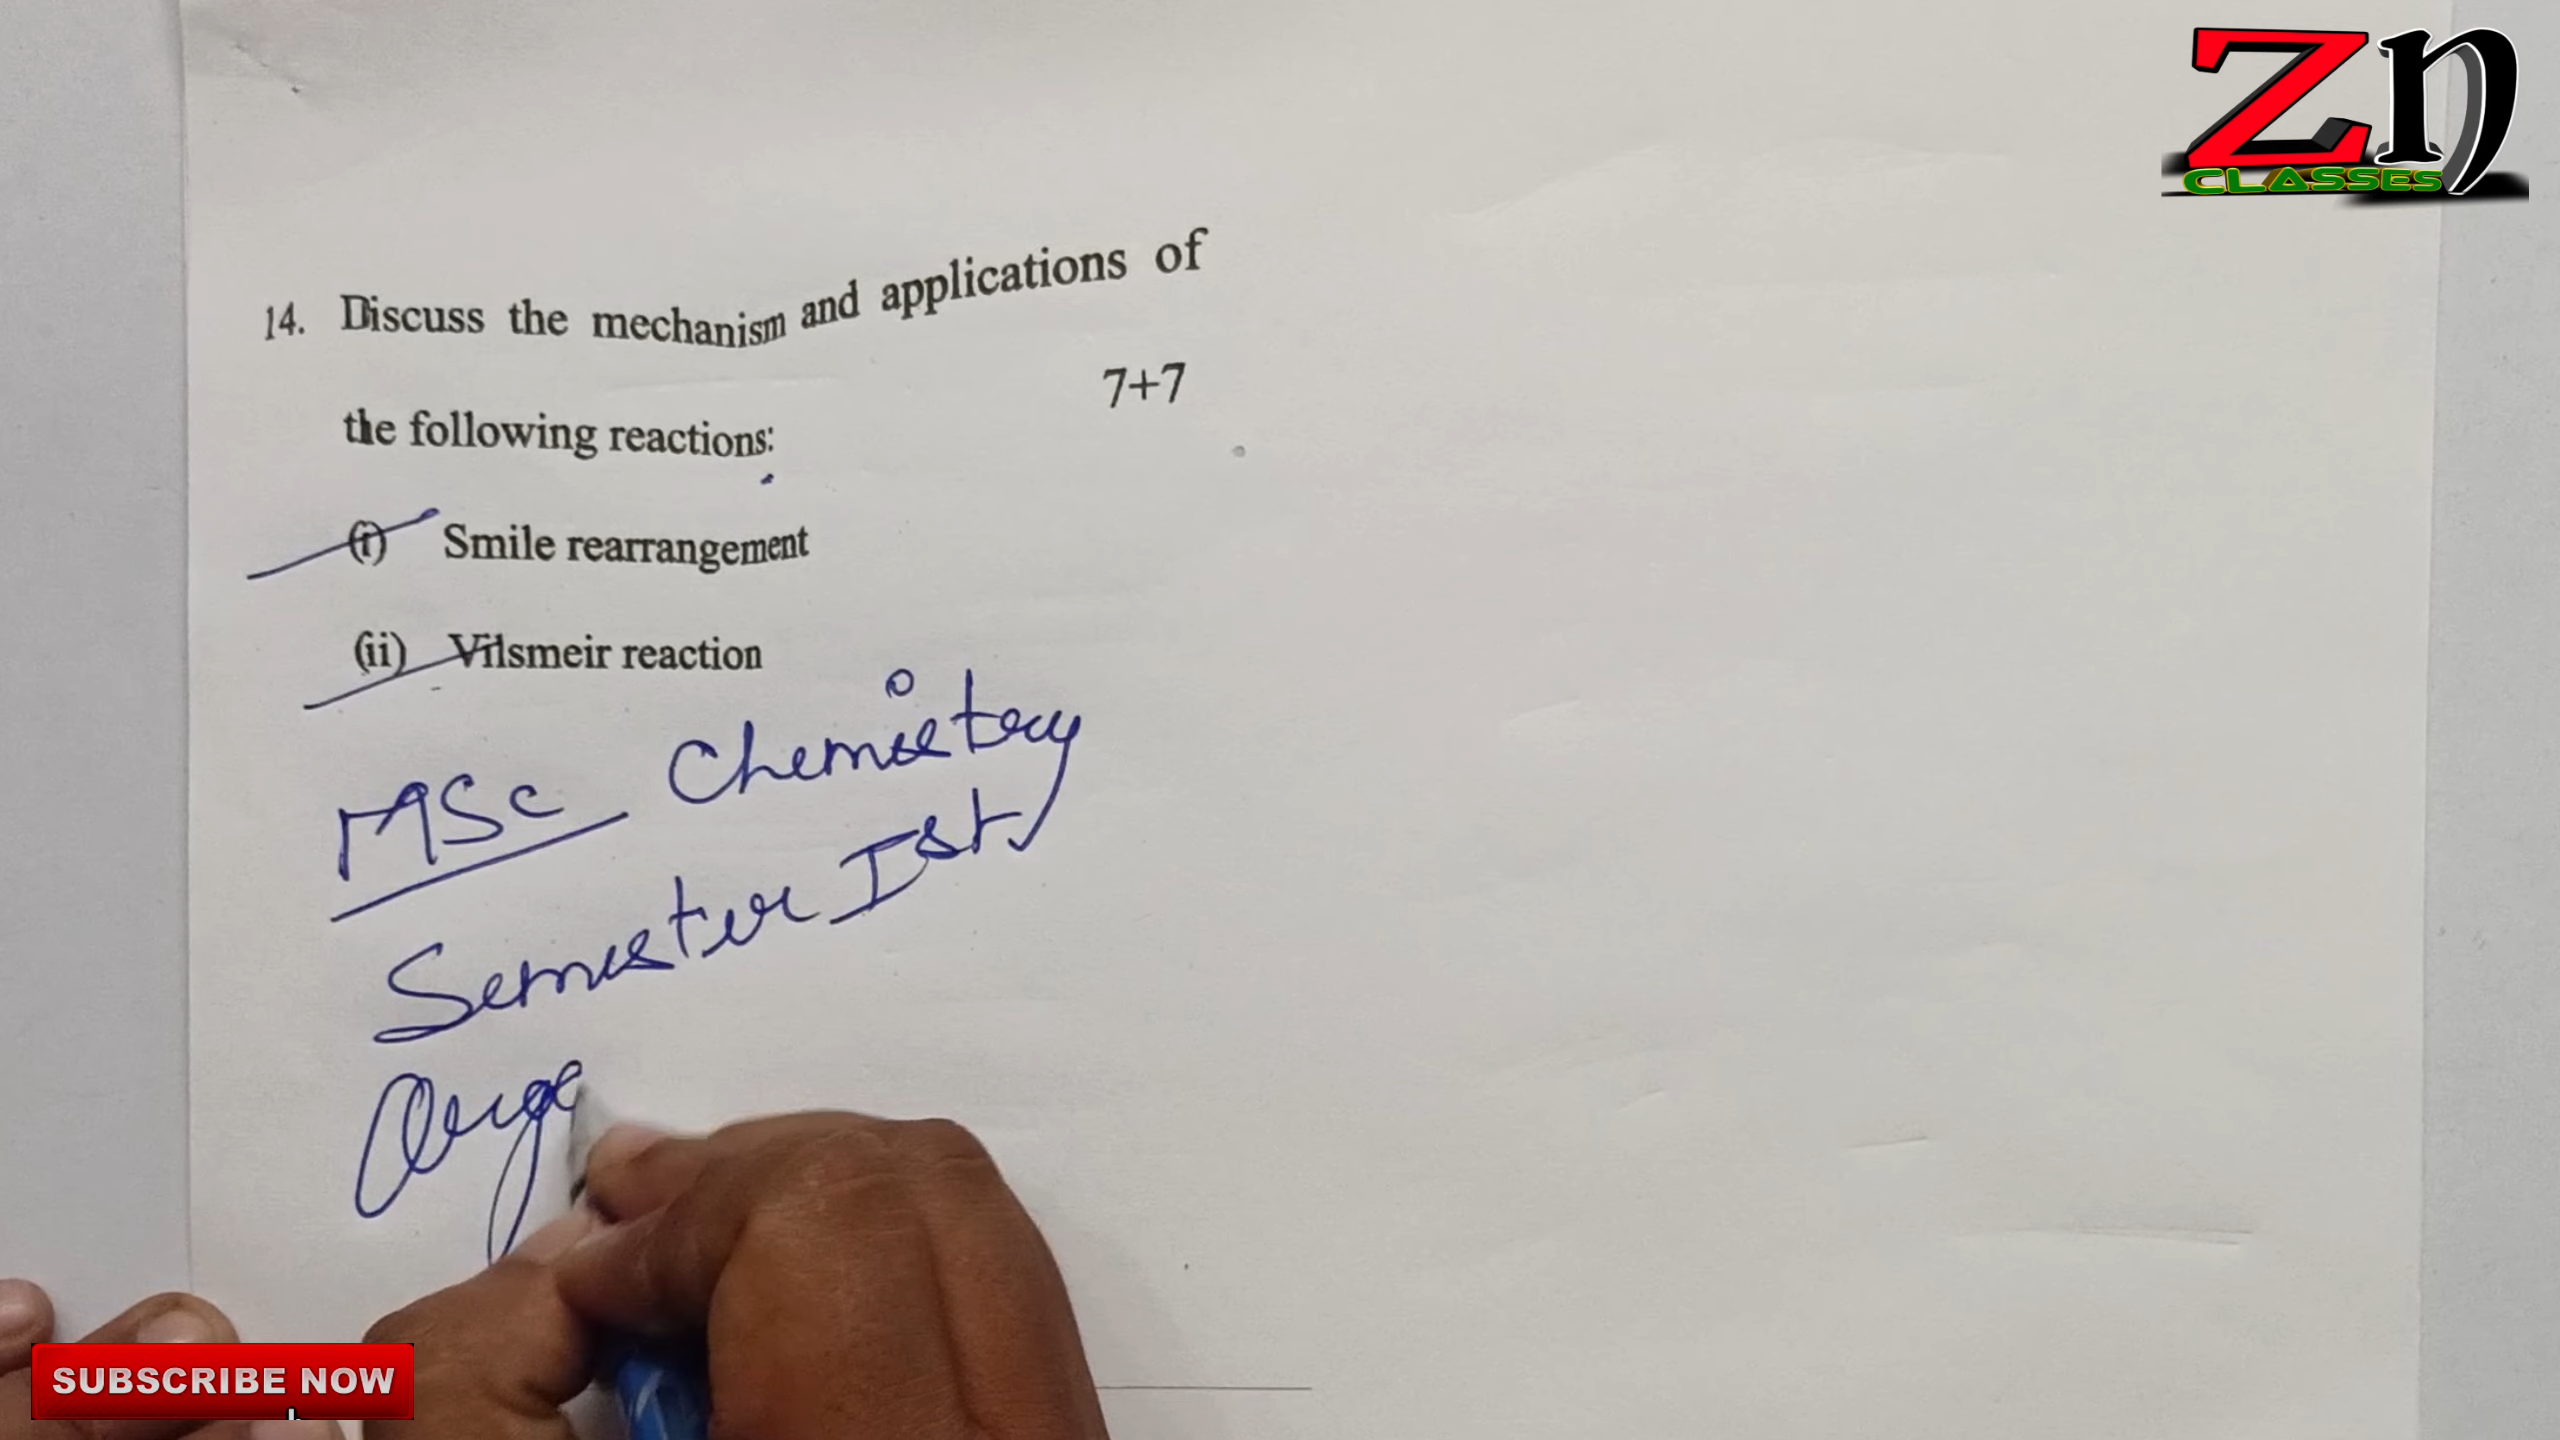 Zn
CLASSES
14. Discuss the mechanism and applications of
the following reactions: 7+7
(i) Smile rearrangement
(ii) Vilsmeir reaction
MSc Chemistry
Semester Ist
Orga
SUBSCRIBE NOW